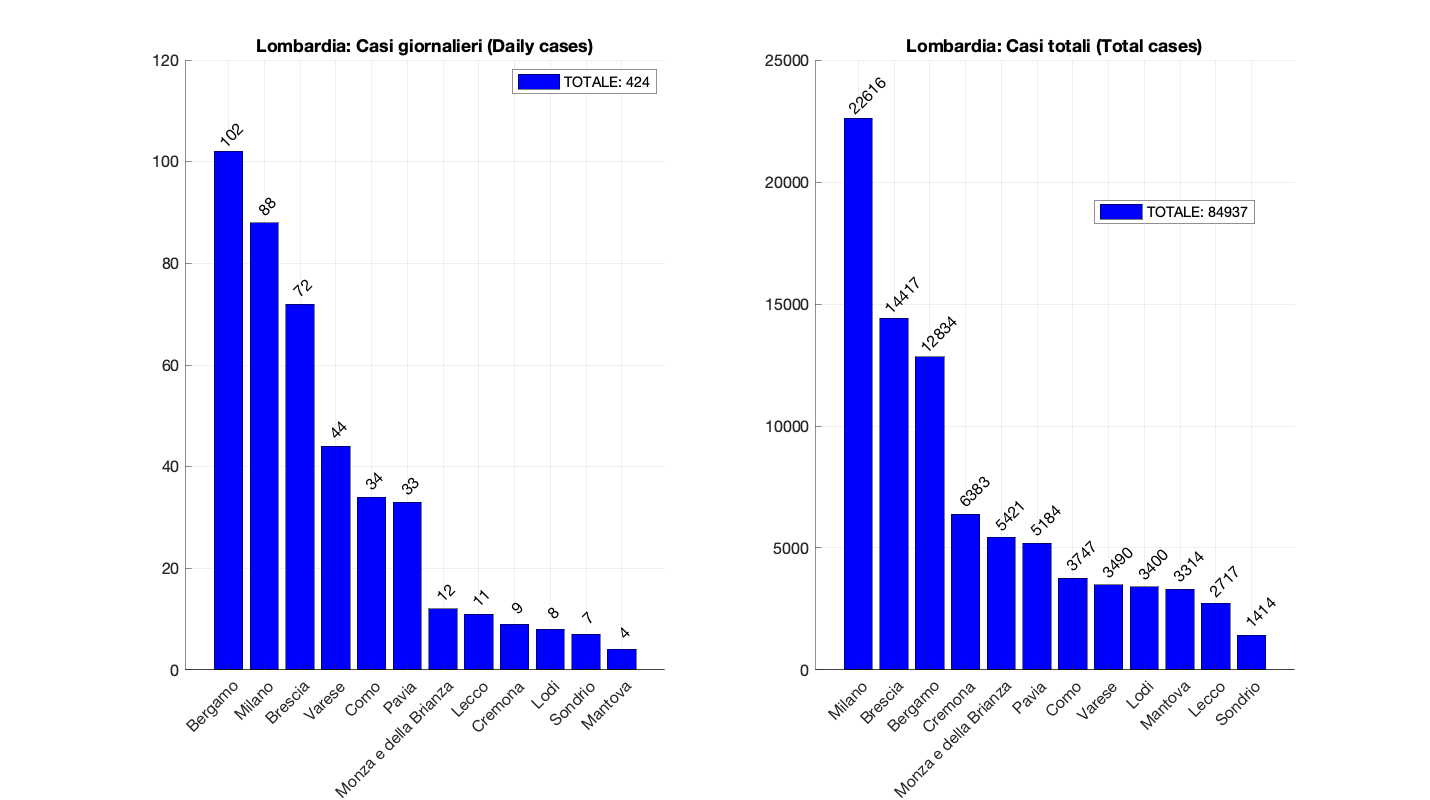 Lombardia: Casi giornalieri (Daily cases)
TOTALE: 424
120
100
80
60
40
20
0
102
88
72
44
34
33
12
11
9
8
7
4
Bergamo
Milano
Brescia
Varese
Como
Pavia
Monza e della Brianza
Lecco
Cremona
Lodi
Sondrio
Mantova
Lombardia: Casi totali (Total cases)
TOTALE: 84937
25000
20000
15000
10000
5000
0
22616
14417
12834
6383
5421
5184
3747
3490
3400
3314
2717
1414
Milano
Brescia
Bergamo
Cremona
Monza e della Brianza
Pavia
Como
Varese
Lodi
Mantova
Lecco
Sondrio